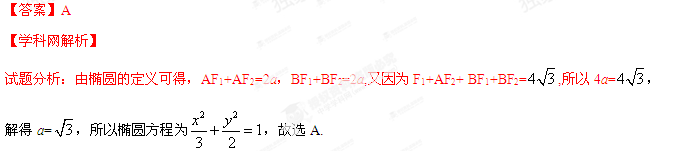 【答案】A
【学科网解析】
试题分析：由椭圆的定义可得，AF₁+AF₂=2a，BF₁+BF₂=2a,又因为 F₁+AF₂+ BF₁+BF₂=4√3 ,所以 4a=4√3，
解得 a=√3，所以椭圆方程为 x²/3 + y²/2 = 1，故选 A.